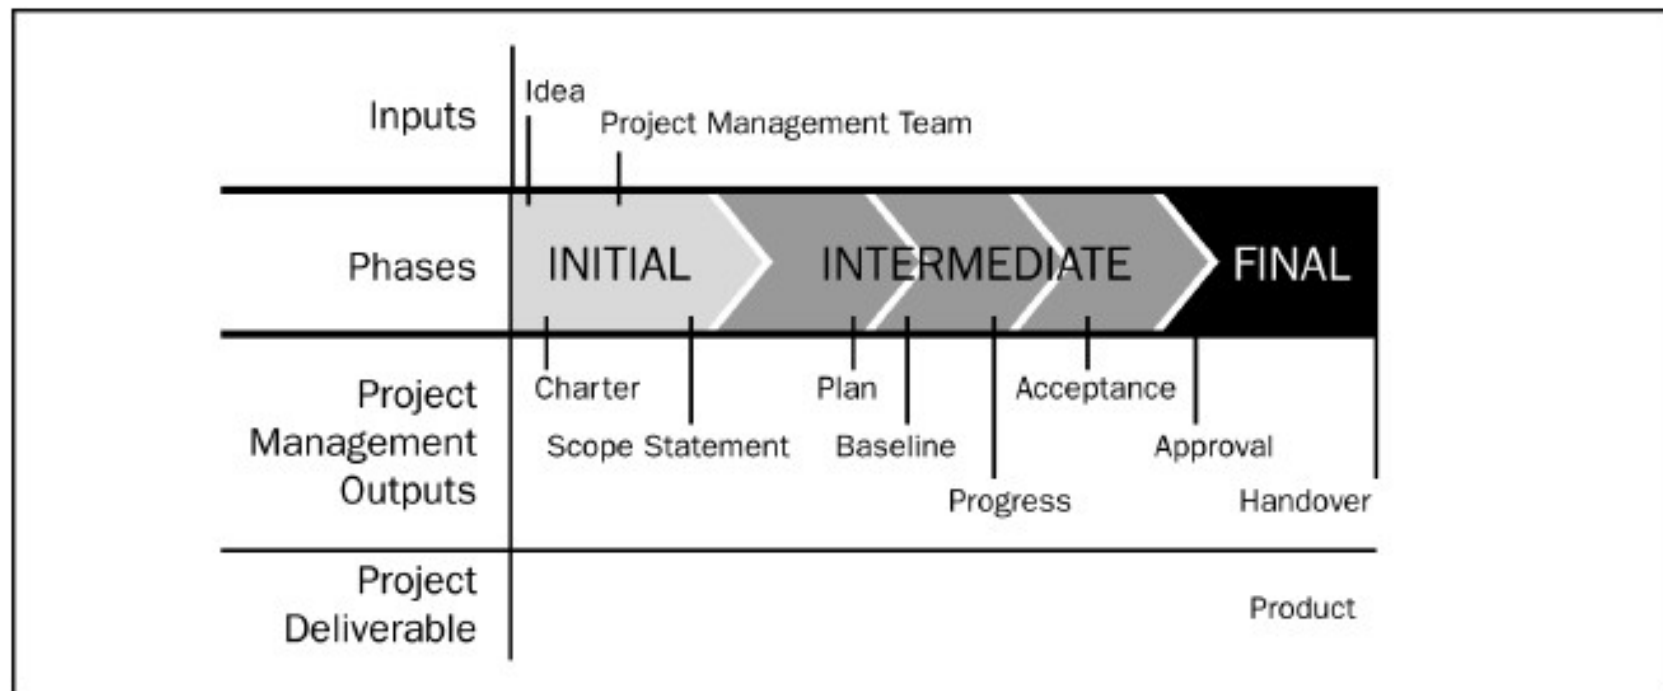 Idea
Inputs
Project Management Team
Phases
INITIAL
INTERMEDIATE
FINAL
Project
Management
Outputs
Charter
Plan
Acceptance
Scope Statement
Baseline
Approval
Progress
Handover
Project
Deliverable
Product